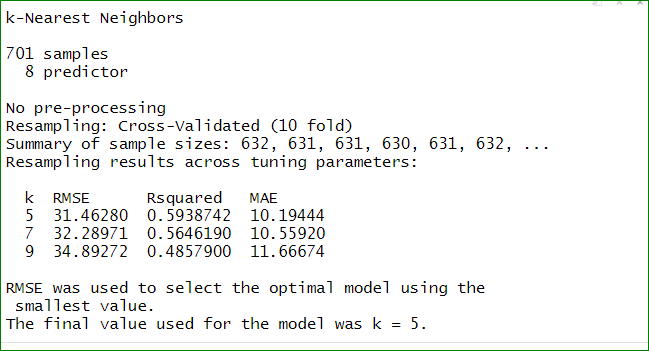 k-Nearest Neighbors

701 samples
  8 predictor

No pre-processing
Resampling: Cross-Validated (10 fold)
Summary of sample sizes: 632, 631, 631, 630, 631, 632, ...
Resampling results across tuning parameters:

  k  RMSE      Rsquared   MAE
  5  31.46280  0.5938742  10.19444
  7  32.28971  0.5646190  10.55920
  9  34.89272  0.4857900  11.66674

RMSE was used to select the optimal model using the
 smallest value.
The final value used for the model was k = 5.